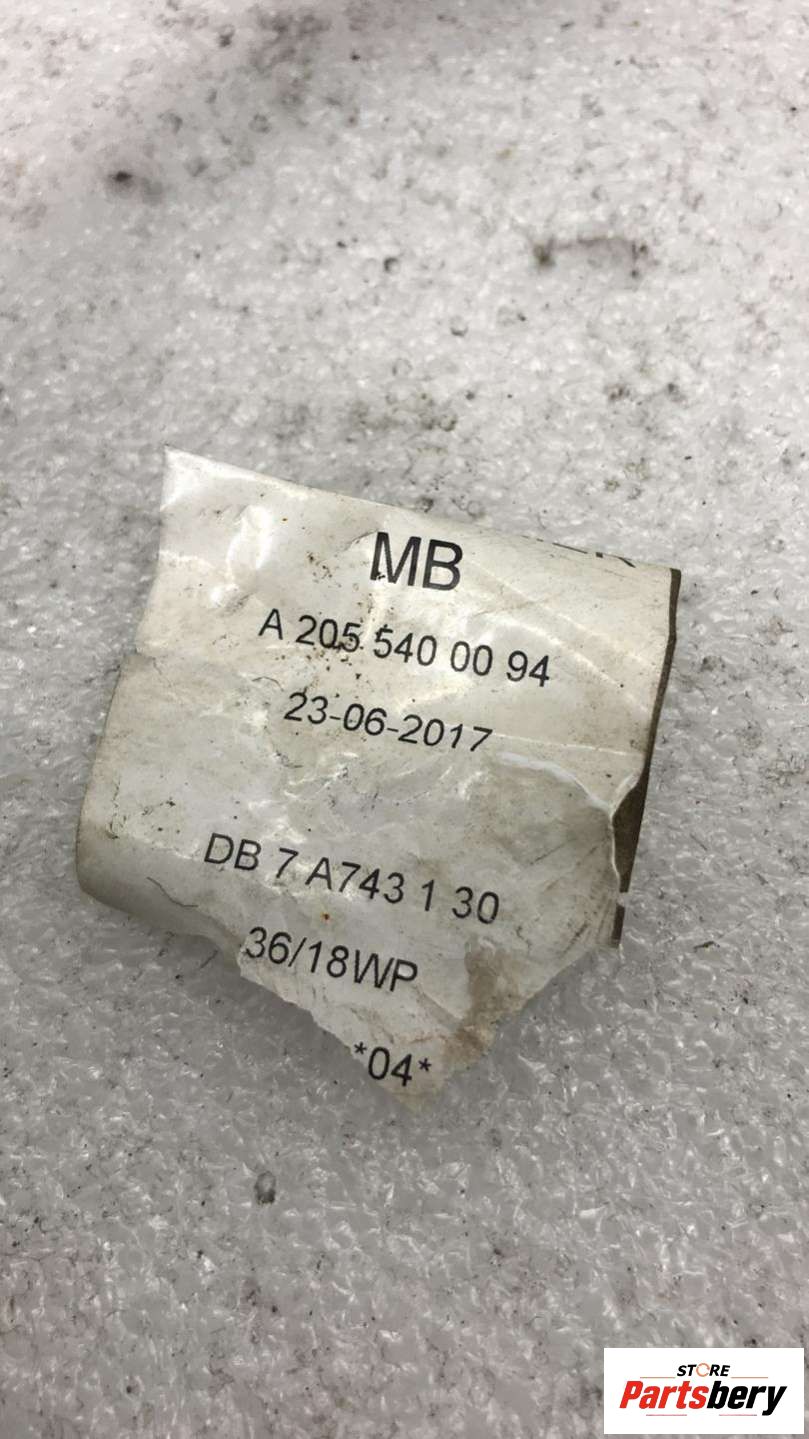 MB
A 205 540 00 94
23-06-2017
DB 7 A743 1 30
36/18WP
*04*
STORE
Partsbery